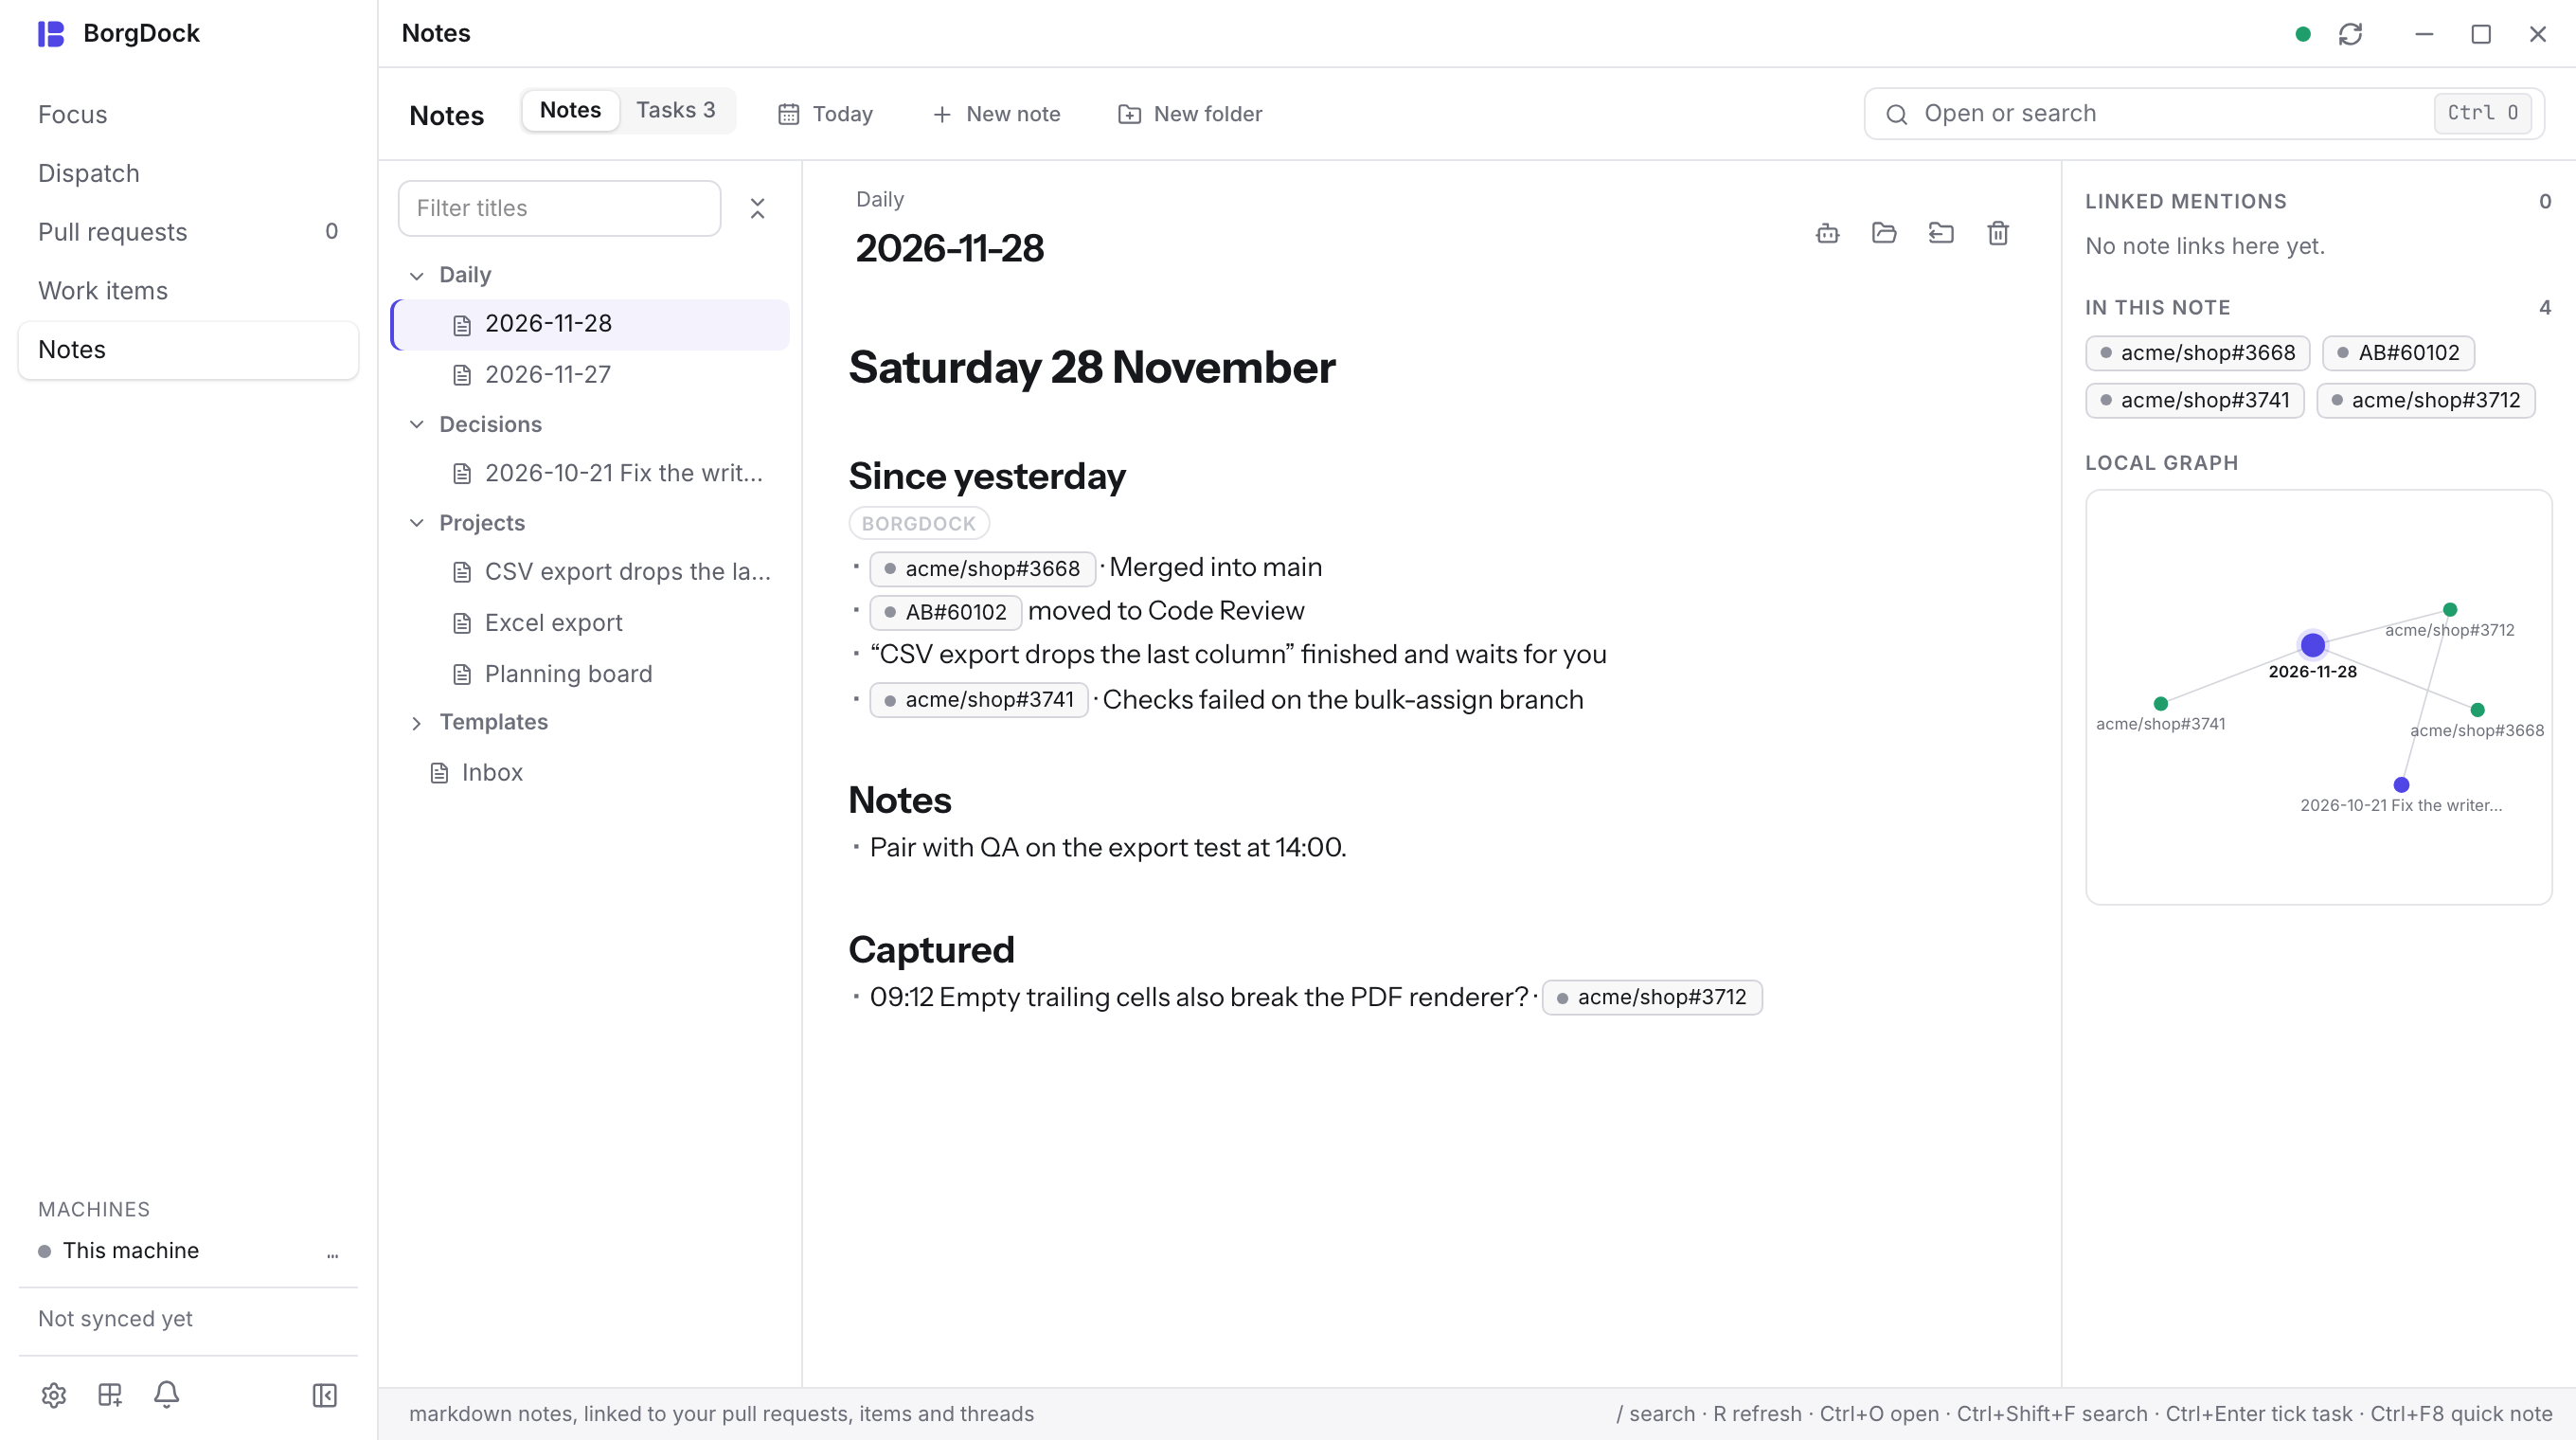 BorgDock
Focus
Dispatch
Pull requests 0
Work items
Notes
MACHINES
This machine ...
Not synced yet
Notes
Notes
Notes Tasks 3
Today
New note
New folder
Open or search Ctrl O
Filter titles
Daily
2026-11-28
2026-11-27
Decisions
2026-10-21 Fix the writ...
Projects
CSV export drops the la...
Excel export
Planning board
Templates
Inbox
Daily
2026-11-28
Saturday 28 November
Since yesterday
BORGDOCK
acme/shop#3668 · Merged into main
AB#60102 moved to Code Review
“CSV export drops the last column” finished and waits for you
acme/shop#3741 · Checks failed on the bulk-assign branch
Notes
Pair with QA on the export test at 14:00.
Captured
09:12 Empty trailing cells also break the PDF renderer? · acme/shop#3712
LINKED MENTIONS 0
No note links here yet.
IN THIS NOTE 4
acme/shop#3668 AB#60102
acme/shop#3741 acme/shop#3712
LOCAL GRAPH
acme/shop#3712
2026-11-28
acme/shop#3741
acme/shop#3668
2026-10-21 Fix the writer...
markdown notes, linked to your pull requests, items and threads
/ search · R refresh · Ctrl+O open · Ctrl+Shift+F search · Ctrl+Enter tick task · Ctrl+F8 quick note